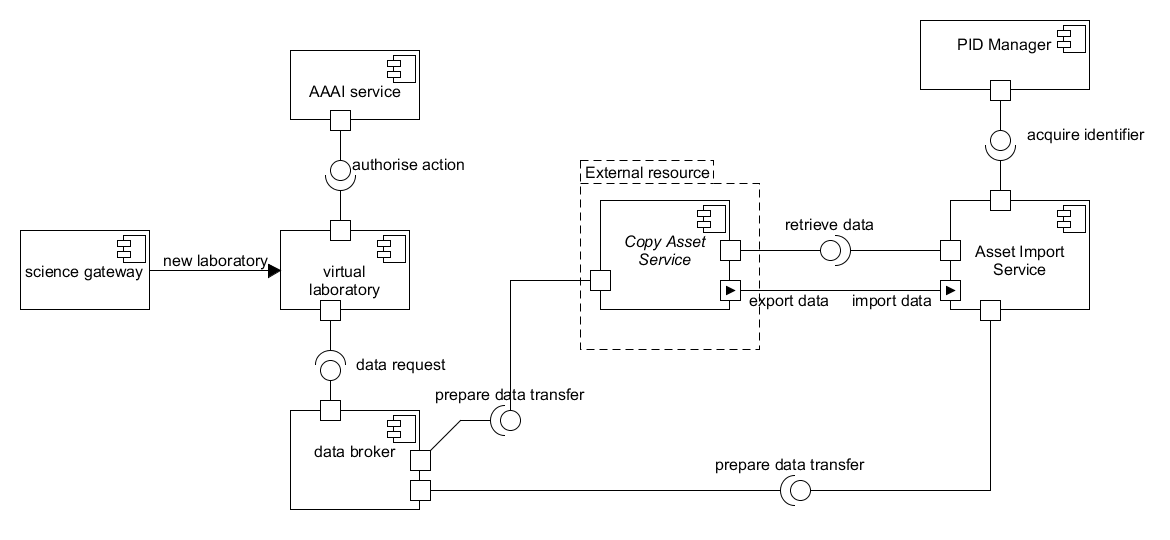 PID Manager
AAAI service
acquire identifier
authorise action
External resource
retrieve data
Copy Asset
Service
Asset Import
Service
new laboratory
science gateway
virtual
laboratory
export data
import data
data request
prepare data transfer
data broker
prepare data transfer